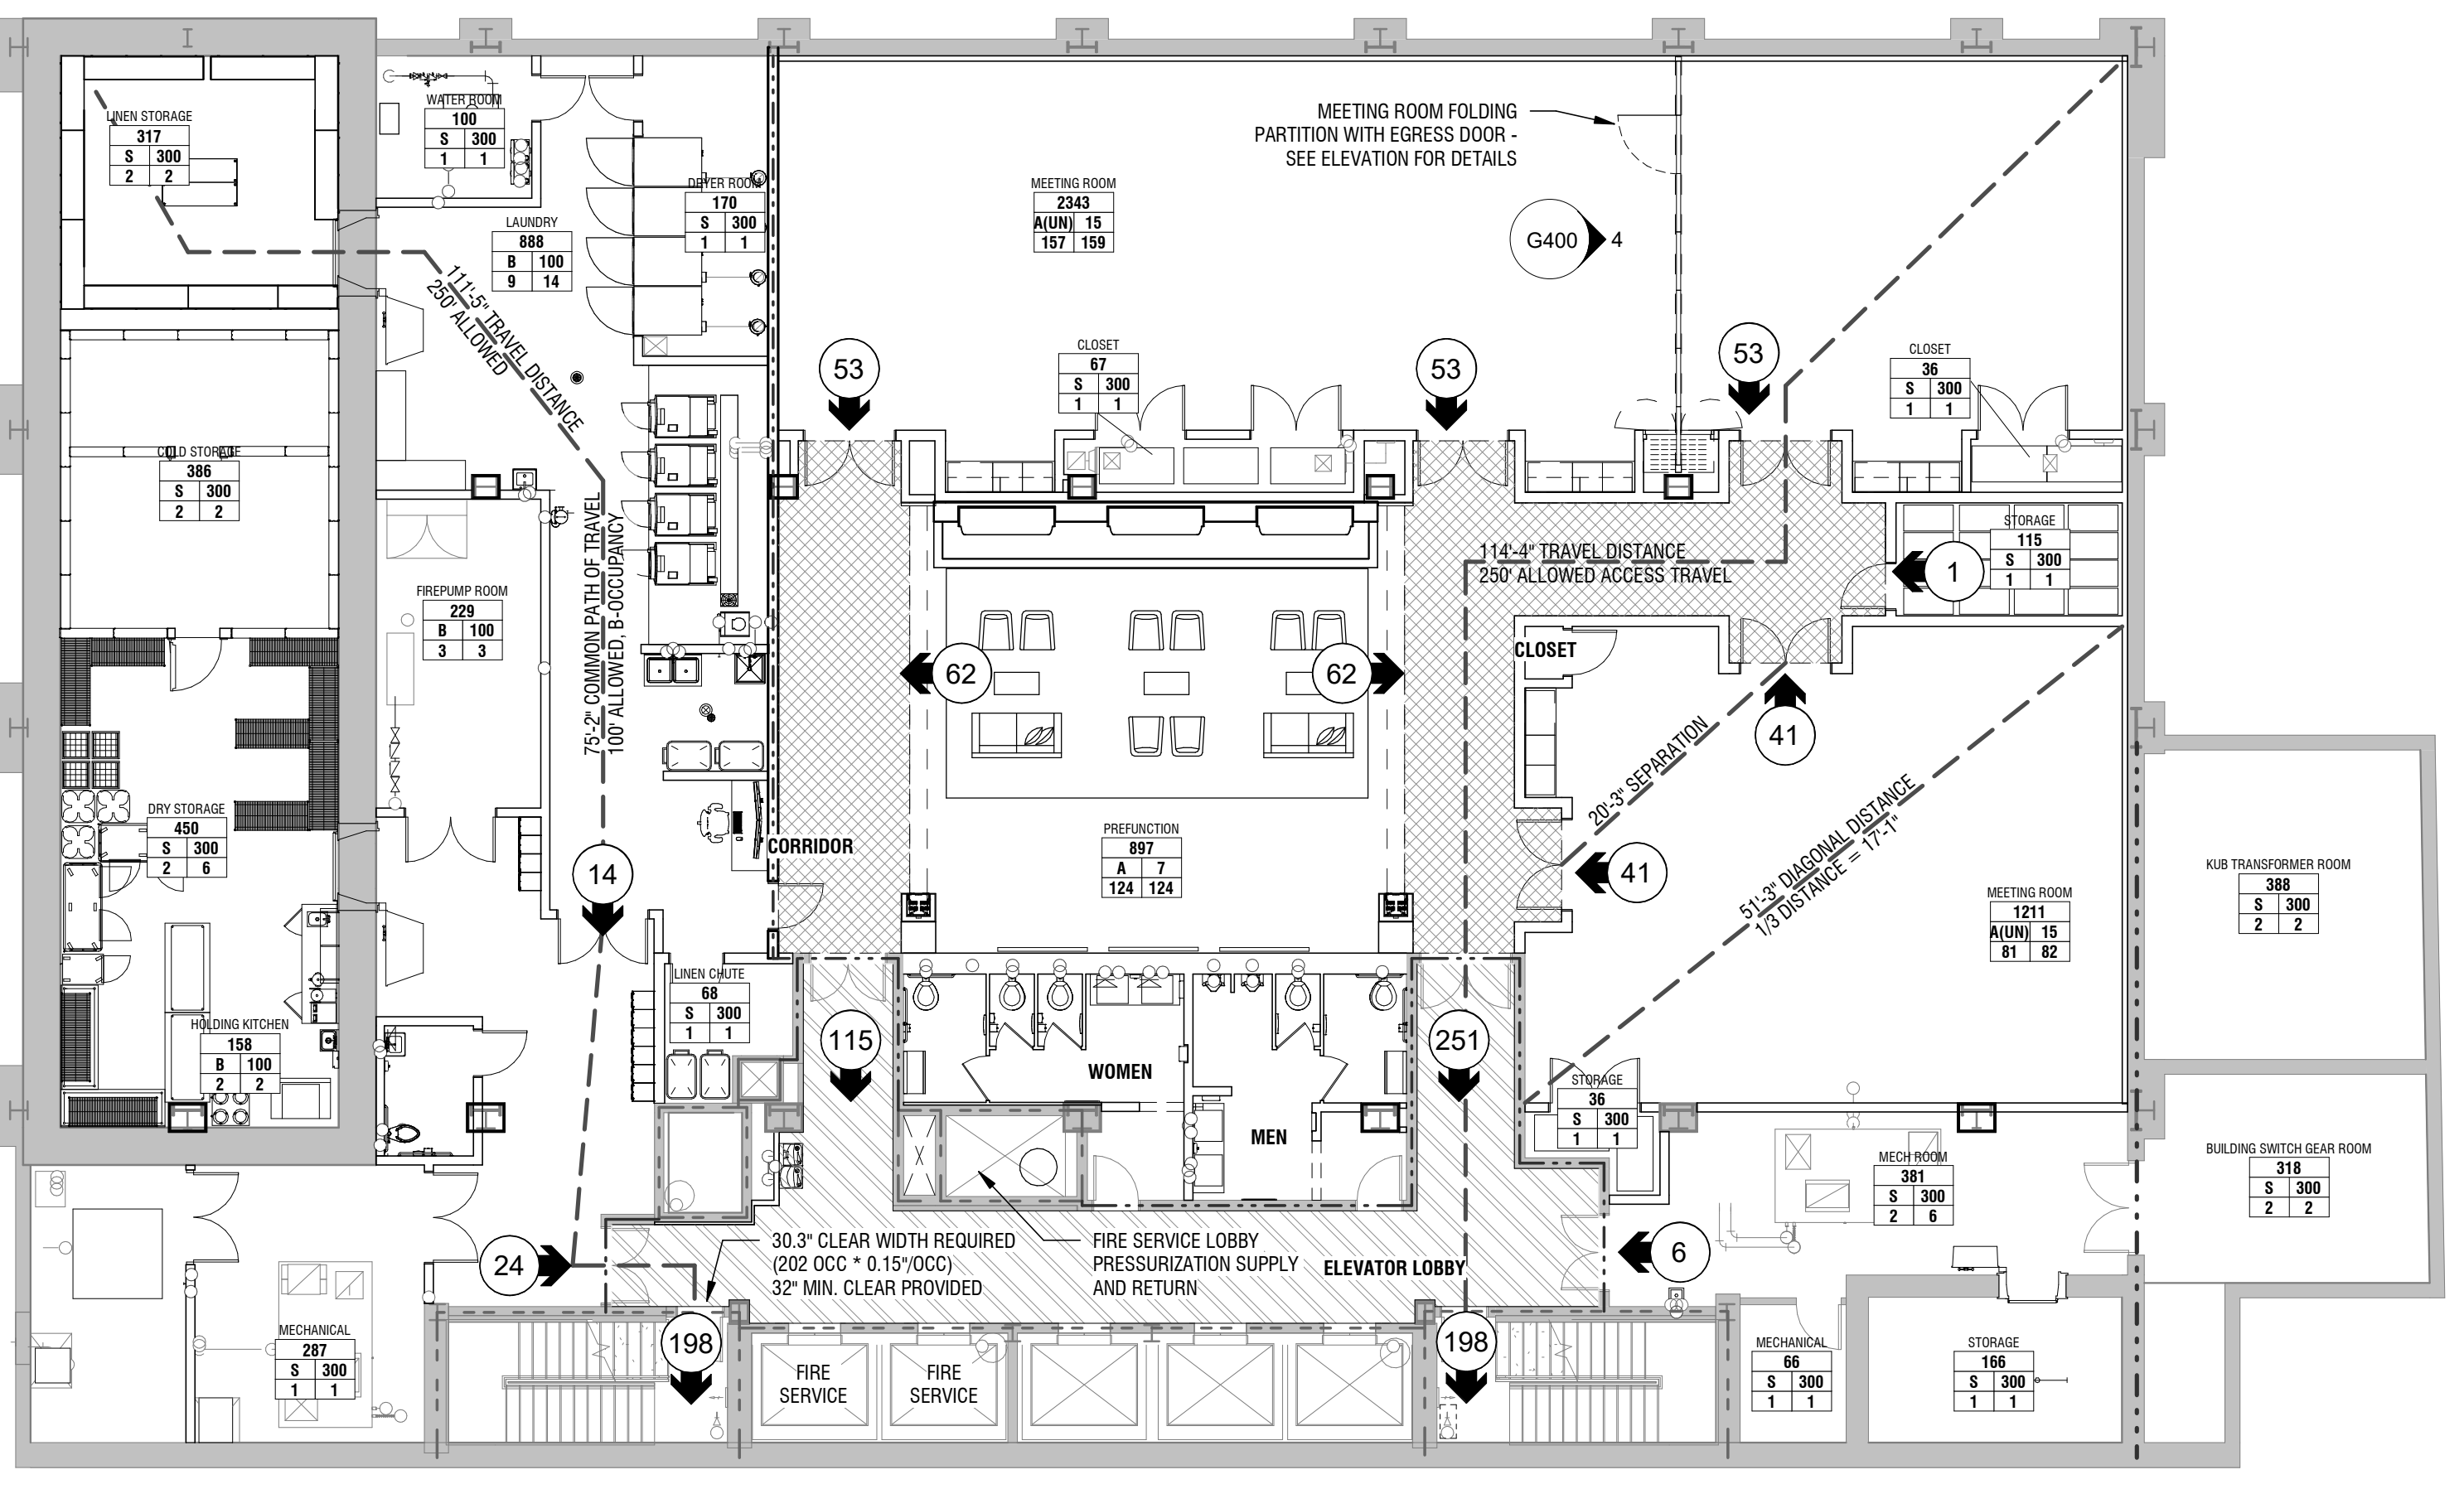 LINEN STORAGE
317
S 300
2 2
WATER ROOM
100
S 300
1 1
LAUNDRY
888
B 100
9 14
DRYER ROOM
170
S 300
1 1
MEETING ROOM
2343
A(UN) 15
157 159
MEETING ROOM FOLDING
PARTITION WITH EGRESS DOOR -
SEE ELEVATION FOR DETAILS
G400
4
111'-5" TRAVEL DISTANCE
250' ALLOWED
53
CLOSET
67
S 300
1 1
53
53
CLOSET
36
S 300
1 1
COLD STORAGE
386
S 300
2 2
FIREPUMP ROOM
229
B 100
3 3
75'-2" COMMON PATH OF TRAVEL
100' ALLOWED, B-OCCUPANCY
114'-4" TRAVEL DISTANCE
250' ALLOWED ACCESS TRAVEL
1
STORAGE
115
S 300
1 1
62
62
CLOSET
41
20'-3" SEPARATION
41
51'-3" DIAGONAL DISTANCE
1/3 DISTANCE = 17'-1"
DRY STORAGE
450
S 300
2 6
14
CORRIDOR
PREFUNCTION
897
A 7
124 124
MEETING ROOM
1211
A(UN) 15
81 82
KUB TRANSFORMER ROOM
388
S 300
2 2
HOLDING KITCHEN
158
B 100
2 2
LINEN CHUTE
68
S 300
1 1
115
WOMEN
MEN
251
STORAGE
36
S 300
1 1
MECH ROOM
381
S 300
2 6
BUILDING SWITCH GEAR ROOM
318
S 300
2 2
24
30.3" CLEAR WIDTH REQUIRED
(202 OCC * 0.15"/OCC)
32" MIN. CLEAR PROVIDED
FIRE SERVICE LOBBY
PRESSURIZATION SUPPLY
AND RETURN
ELEVATOR LOBBY
6
MECHANICAL
287
S 300
1 1
198
FIRE
SERVICE
FIRE
SERVICE
198
MECHANICAL
66
S 300
1 1
STORAGE
166
S 300
1 1